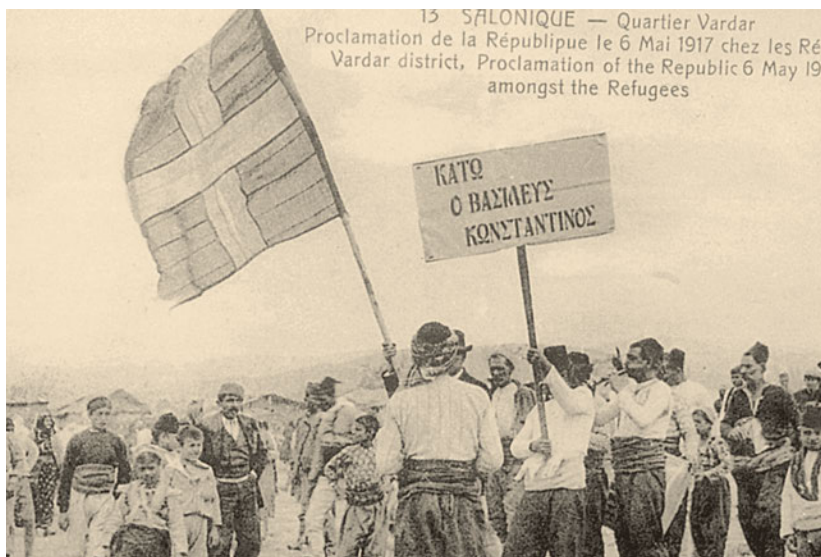 13 SALONIQUE — Quartier Vardar
Proclamation de la Républipue le 6 Mai 1917 chez les Ré
Vardar district, Proclamation of the Republic 6 May 19
amongst the Refugees
ΚΑΤΩ
Ο ΒΑΣΙΛΕΥΣ
ΚΩΝΣΤΑΝΤΙΝΟΣ